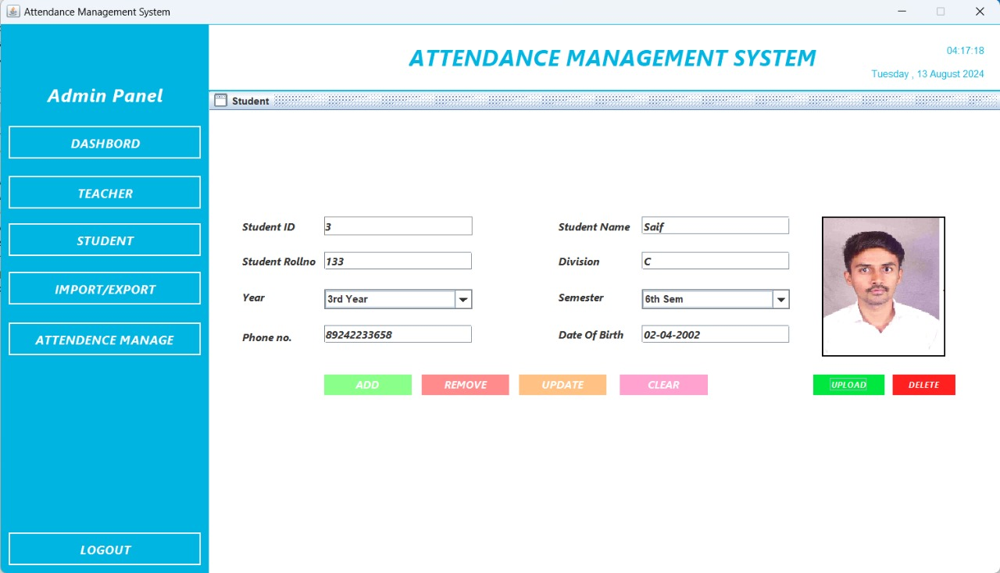 Attendance Management System
ATTENDANCE MANAGEMENT SYSTEM
04:17:18
Tuesday , 13 August 2024
Admin Panel
DASHBORD
TEACHER
STUDENT
IMPORT/EXPORT
ATTENDENCE MANAGE
LOGOUT
Student
Student ID 3 Student Name Saif
Student Rollno 133 Division C
Year 3rd Year Semester 6th Sem
Phone no. 89242233658 Date Of Birth 02-04-2002
ADD REMOVE UPDATE CLEAR UPLOAD DELETE